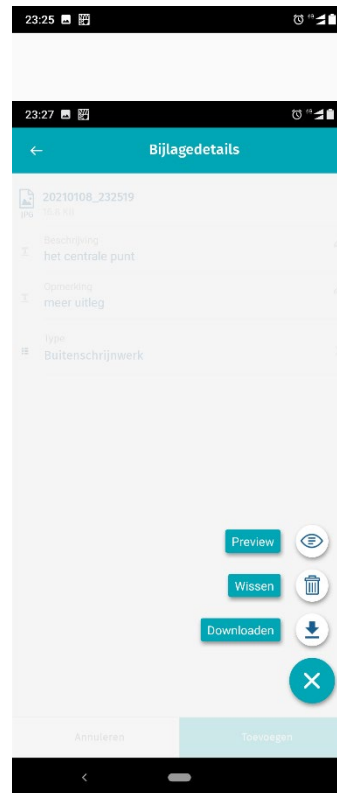 23:25
23:27
Bijlagedetails
20210108_232519
JPG
Beschrijving
het centrale punt
Opmerking
meer uitleg
Type
Buitenschrijnwerk
Preview
Wissen
Downloaden
Annuleren
Toevoegen